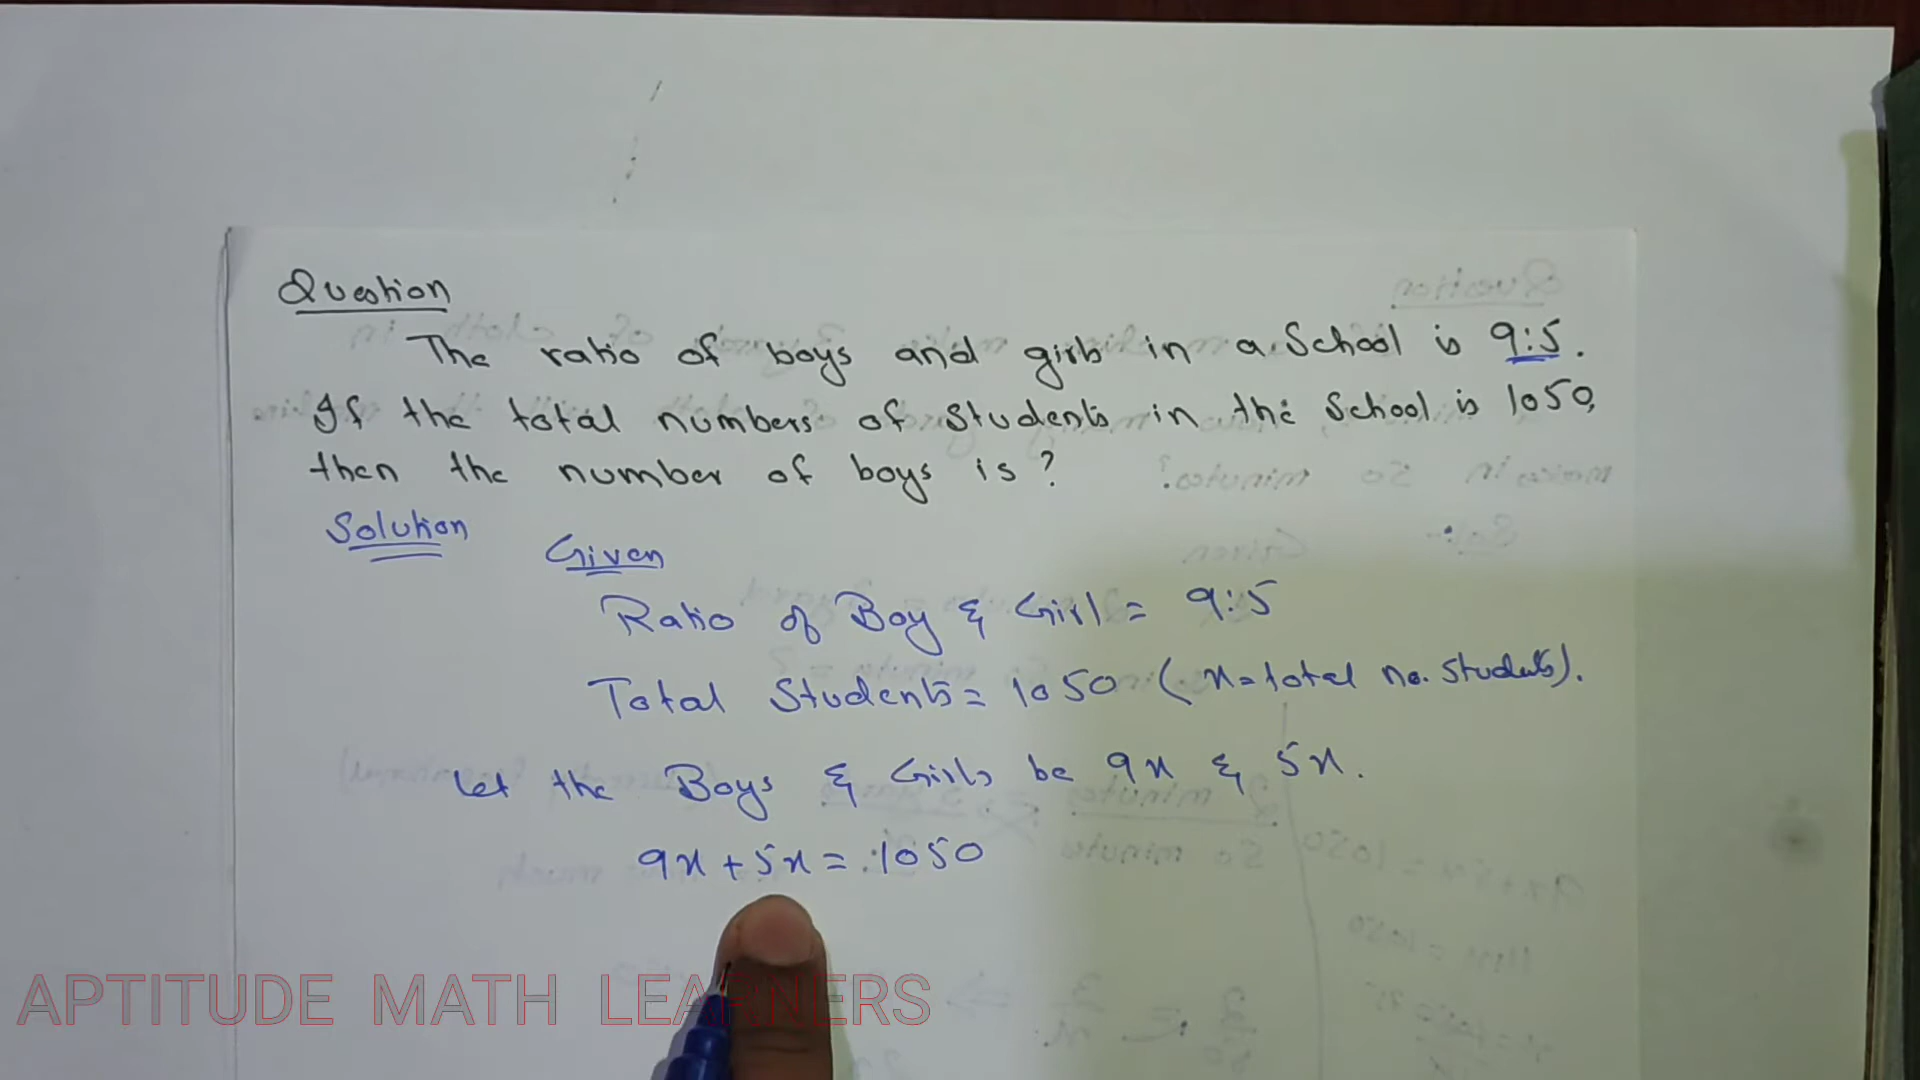 Question
The ratio of boys and girls in a School is 9:5.
If the total numbers of Students in the School is 1050,
then the number of boys is?
Solution
Given
Ratio of Boy & Girl = 9:5
Total Students = 1050 (x = total no. students).
Let the Boys & Girls be 9x & 5x.
9x + 5x = 1050
APTITUDE MATH LEARNERS